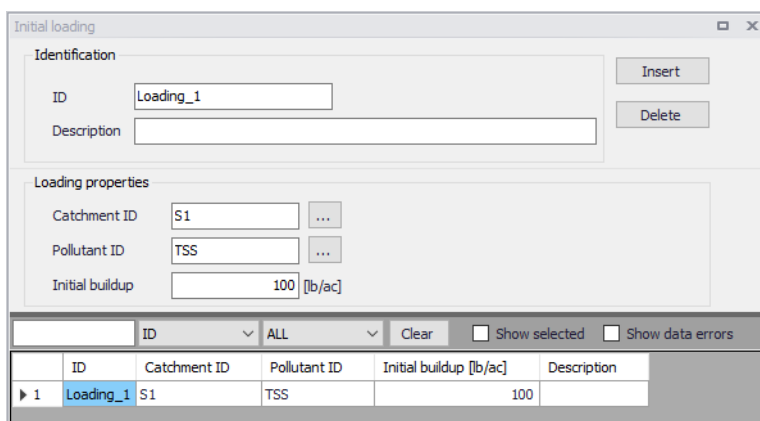 Initial loading
Identification
Insert
ID Loading_1
Delete
Description
Loading properties
Catchment ID S1 ...
Pollutant ID TSS ...
Initial buildup 100 [lb/ac]
ID ALL Clear Show selected Show data errors
ID Catchment ID Pollutant ID Initial buildup [lb/ac] Description
1 Loading_1 S1 TSS 100